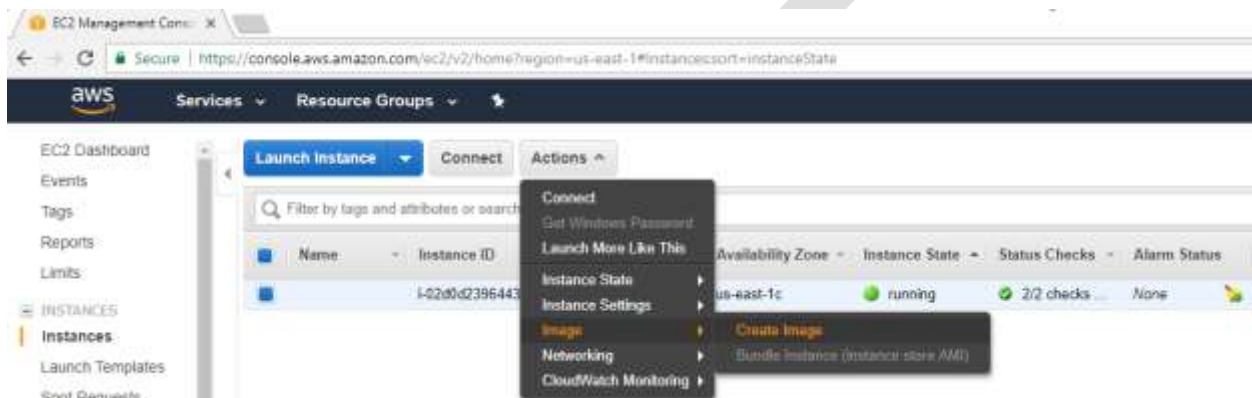 EC2 Management Cons
Secure | https://console.aws.amazon.com/ec2/v2/home?region=us-east-1#Instances:sort=instanceState
aws Services Resource Groups
EC2 Dashboard
Events
Tags
Reports
Limits
INSTANCES
Instances
Launch Templates
Spot Requests
Launch Instance Connect Actions
Filter by tags and attributes or search
Name Instance ID Availability Zone Instance State Status Checks Alarm Status
i-02d0d2396443 us-east-1c running 2/2 checks ... None
Connect
Get Windows Password
Launch More Like This
Instance State
Instance Settings
Image
Networking
CloudWatch Monitoring
Create Image
Bundle Instance (instance store AMI)